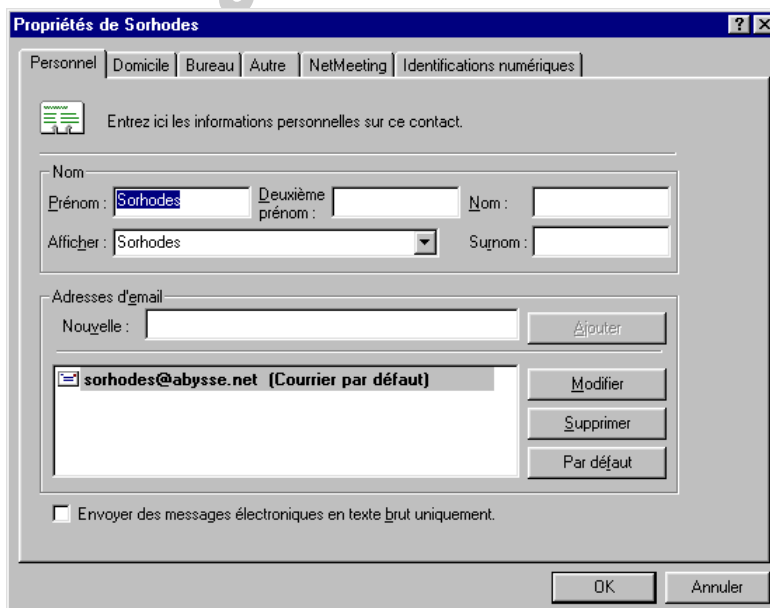 Propriétés de Sorhodes
Personnel Domicile Bureau Autre NetMeeting Identifications numériques
Entrez ici les informations personnelles sur ce contact.
Nom
Prénom : Sorhodes Deuxième prénom : Nom :
Afficher : Sorhodes Surnom :
Adresses d'email
Nouvelle : Ajouter
sorhodes@abysse.net (Courrier par défaut)
Modifier
Supprimer
Par défaut
Envoyer des messages électroniques en texte brut uniquement.
OK Annuler